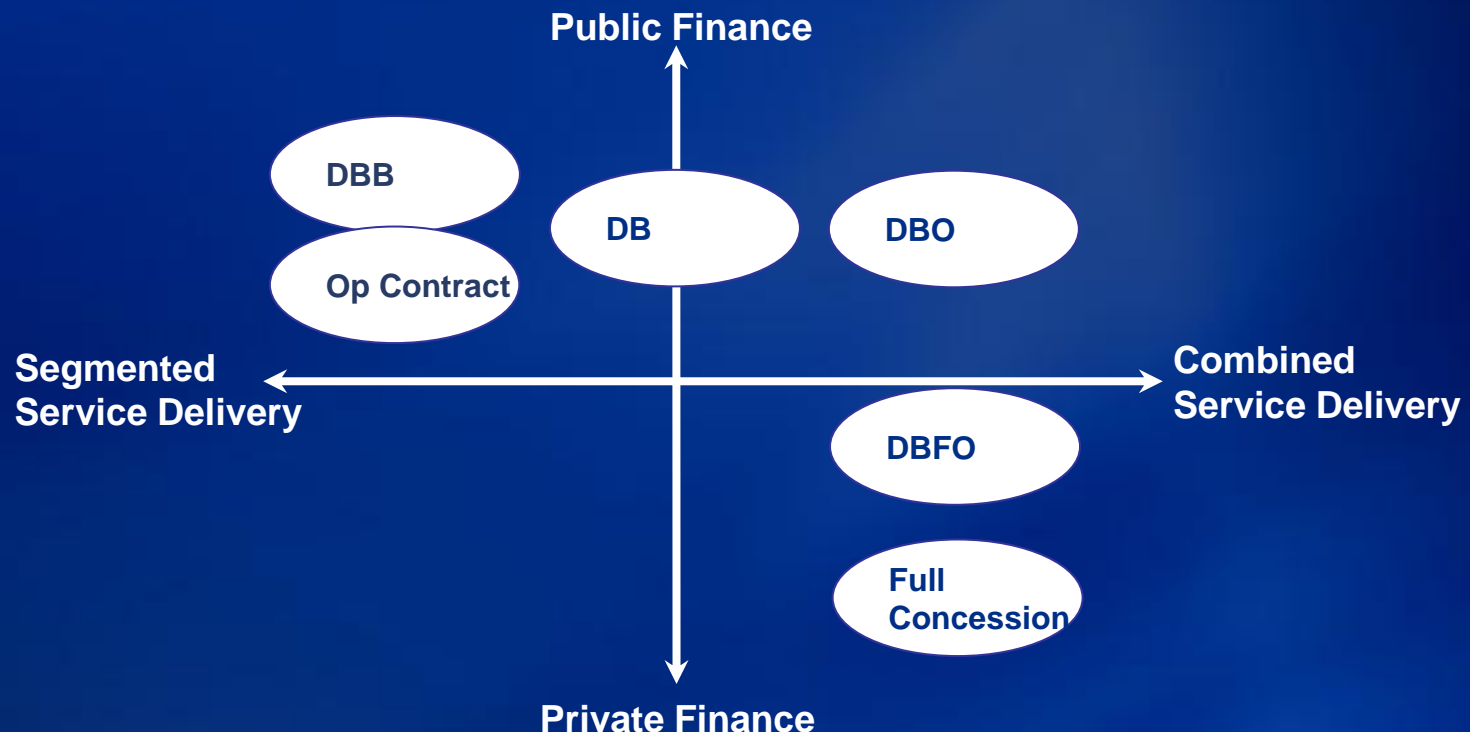 Public Finance
DBB
DB
DBO
Op Contract
Segmented
Service Delivery
Combined
Service Delivery
DBFO
Full
Concession
Private Finance